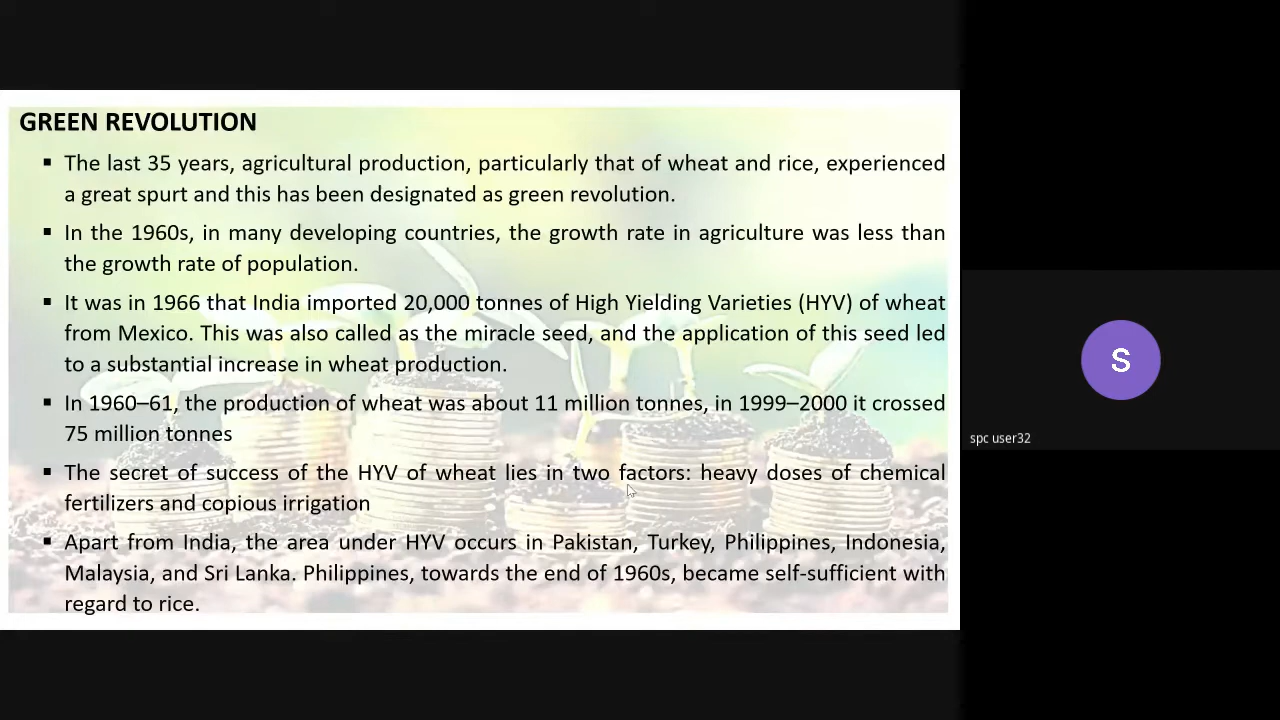 GREEN REVOLUTION
▪ The last 35 years, agricultural production, particularly that of wheat and rice, experienced
a great spurt and this has been designated as green revolution.
▪ In the 1960s, in many developing countries, the growth rate in agriculture was less than
the growth rate of population.
▪ It was in 1966 that India imported 20,000 tonnes of High Yielding Varieties (HYV) of wheat
from Mexico. This was also called as the miracle seed, and the application of this seed led
to a substantial increase in wheat production.
▪ In 1960–61, the production of wheat was about 11 million tonnes, in 1999–2000 it crossed
75 million tonnes
▪ The secret of success of the HYV of wheat lies in two factors: heavy doses of chemical
fertilizers and copious irrigation
▪ Apart from India, the area under HYV occurs in Pakistan, Turkey, Philippines, Indonesia,
Malaysia, and Sri Lanka. Philippines, towards the end of 1960s, became self-sufficient with
regard to rice.
S
spc user32